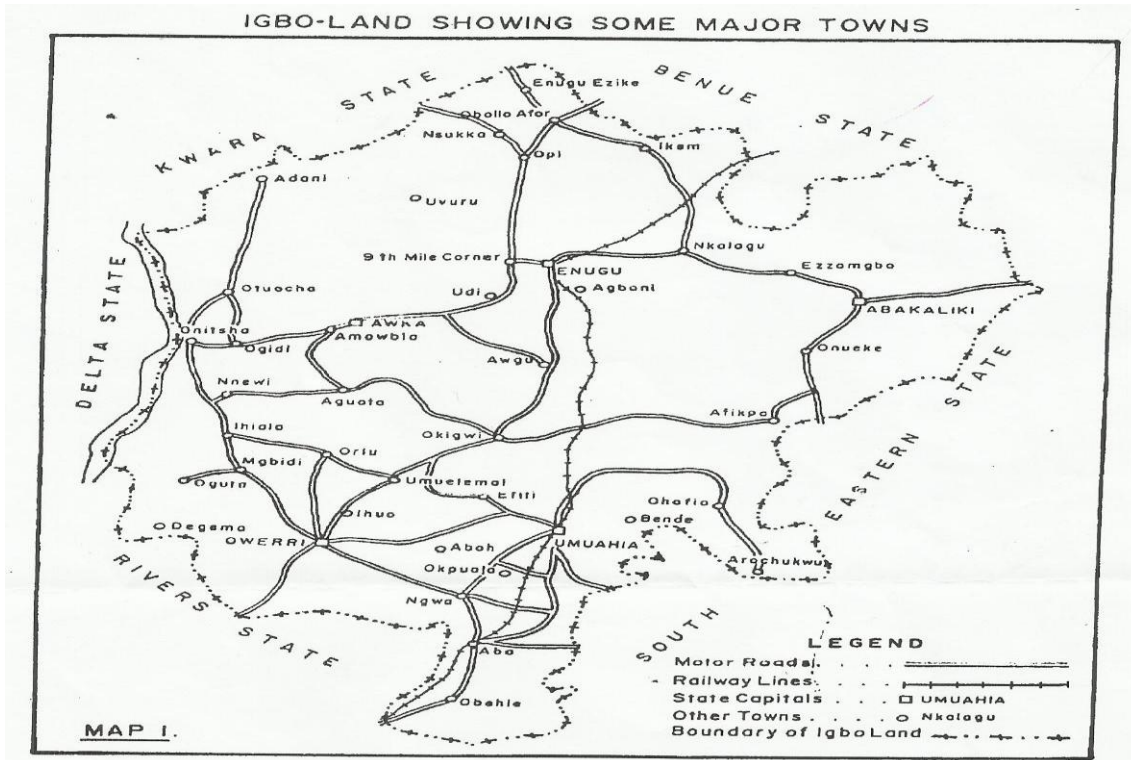 IGBO-LAND SHOWING SOME MAJOR TOWNS
KWARA STATE
BENUE STATE
Enugu Ezike
Obollo Afor
Nsukka
Ikem
Opi
Adani
Uvuru
9th Mile Corner
ENUGU
Nkalagu
Ezzamgbo
Udi
Agbani
ABAKALIKI
DELTA STATE
Otuocha
Onitsha
AWKA
Amawbia
Ogidi
Onueke
Awgu
Nnewi
Aguata
Afikpo
Ihiala
Okigwi
Orlu
Mgbidi
Oguta
Umuelemai
Efiti
Ohafia
Ihuo
Bende
Degema
OWERRI
Aboh
UMUAHIA
Okpuala
Arochukwu
Ngwa
RIVERS STATE
SOUTH EASTERN STATE
Aba
Obehie
LEGEND
Motor Roads. . . .
Railway Lines . . . .
State Capitals . . . UMUAHIA
Other Towns . . . . Nkalagu
Boundary of Igbo Land
MAP 1.